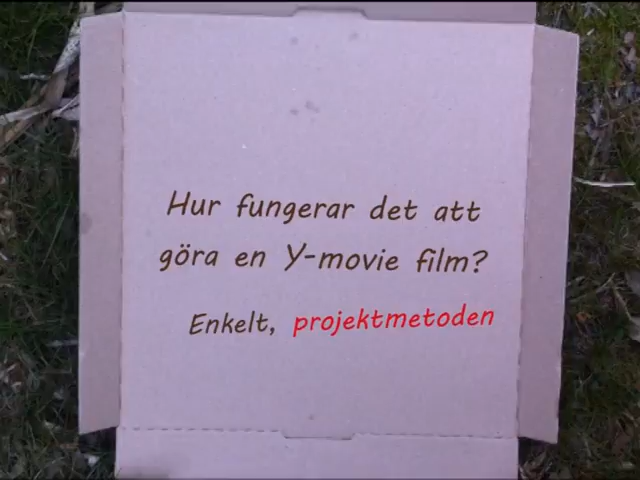 Hur fungerar det att
göra en Y-movie film?
Enkelt, projektmetoden